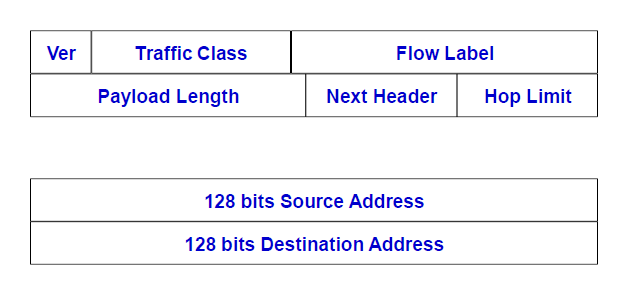 Ver Traffic Class Flow Label
Payload Length Next Header Hop Limit
128 bits Source Address
128 bits Destination Address